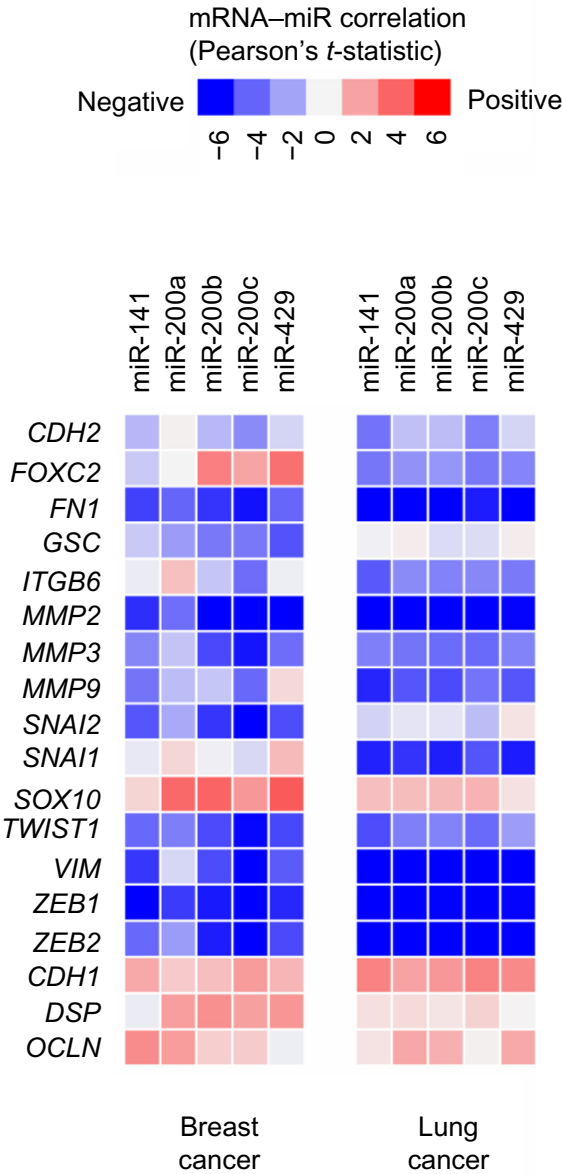 mRNA–miR correlation
(Pearson's t-statistic)
Negative
Positive
−6 −4 −2 0 2 4 6
miR-141 miR-200a miR-200b miR-200c miR-429
miR-141 miR-200a miR-200b miR-200c miR-429
CDH2
FOXC2
FN1
GSC
ITGB6
MMP2
MMP3
MMP9
SNAI2
SNAI1
SOX10
TWIST1
VIM
ZEB1
ZEB2
CDH1
DSP
OCLN
Breast
cancer
Lung
cancer